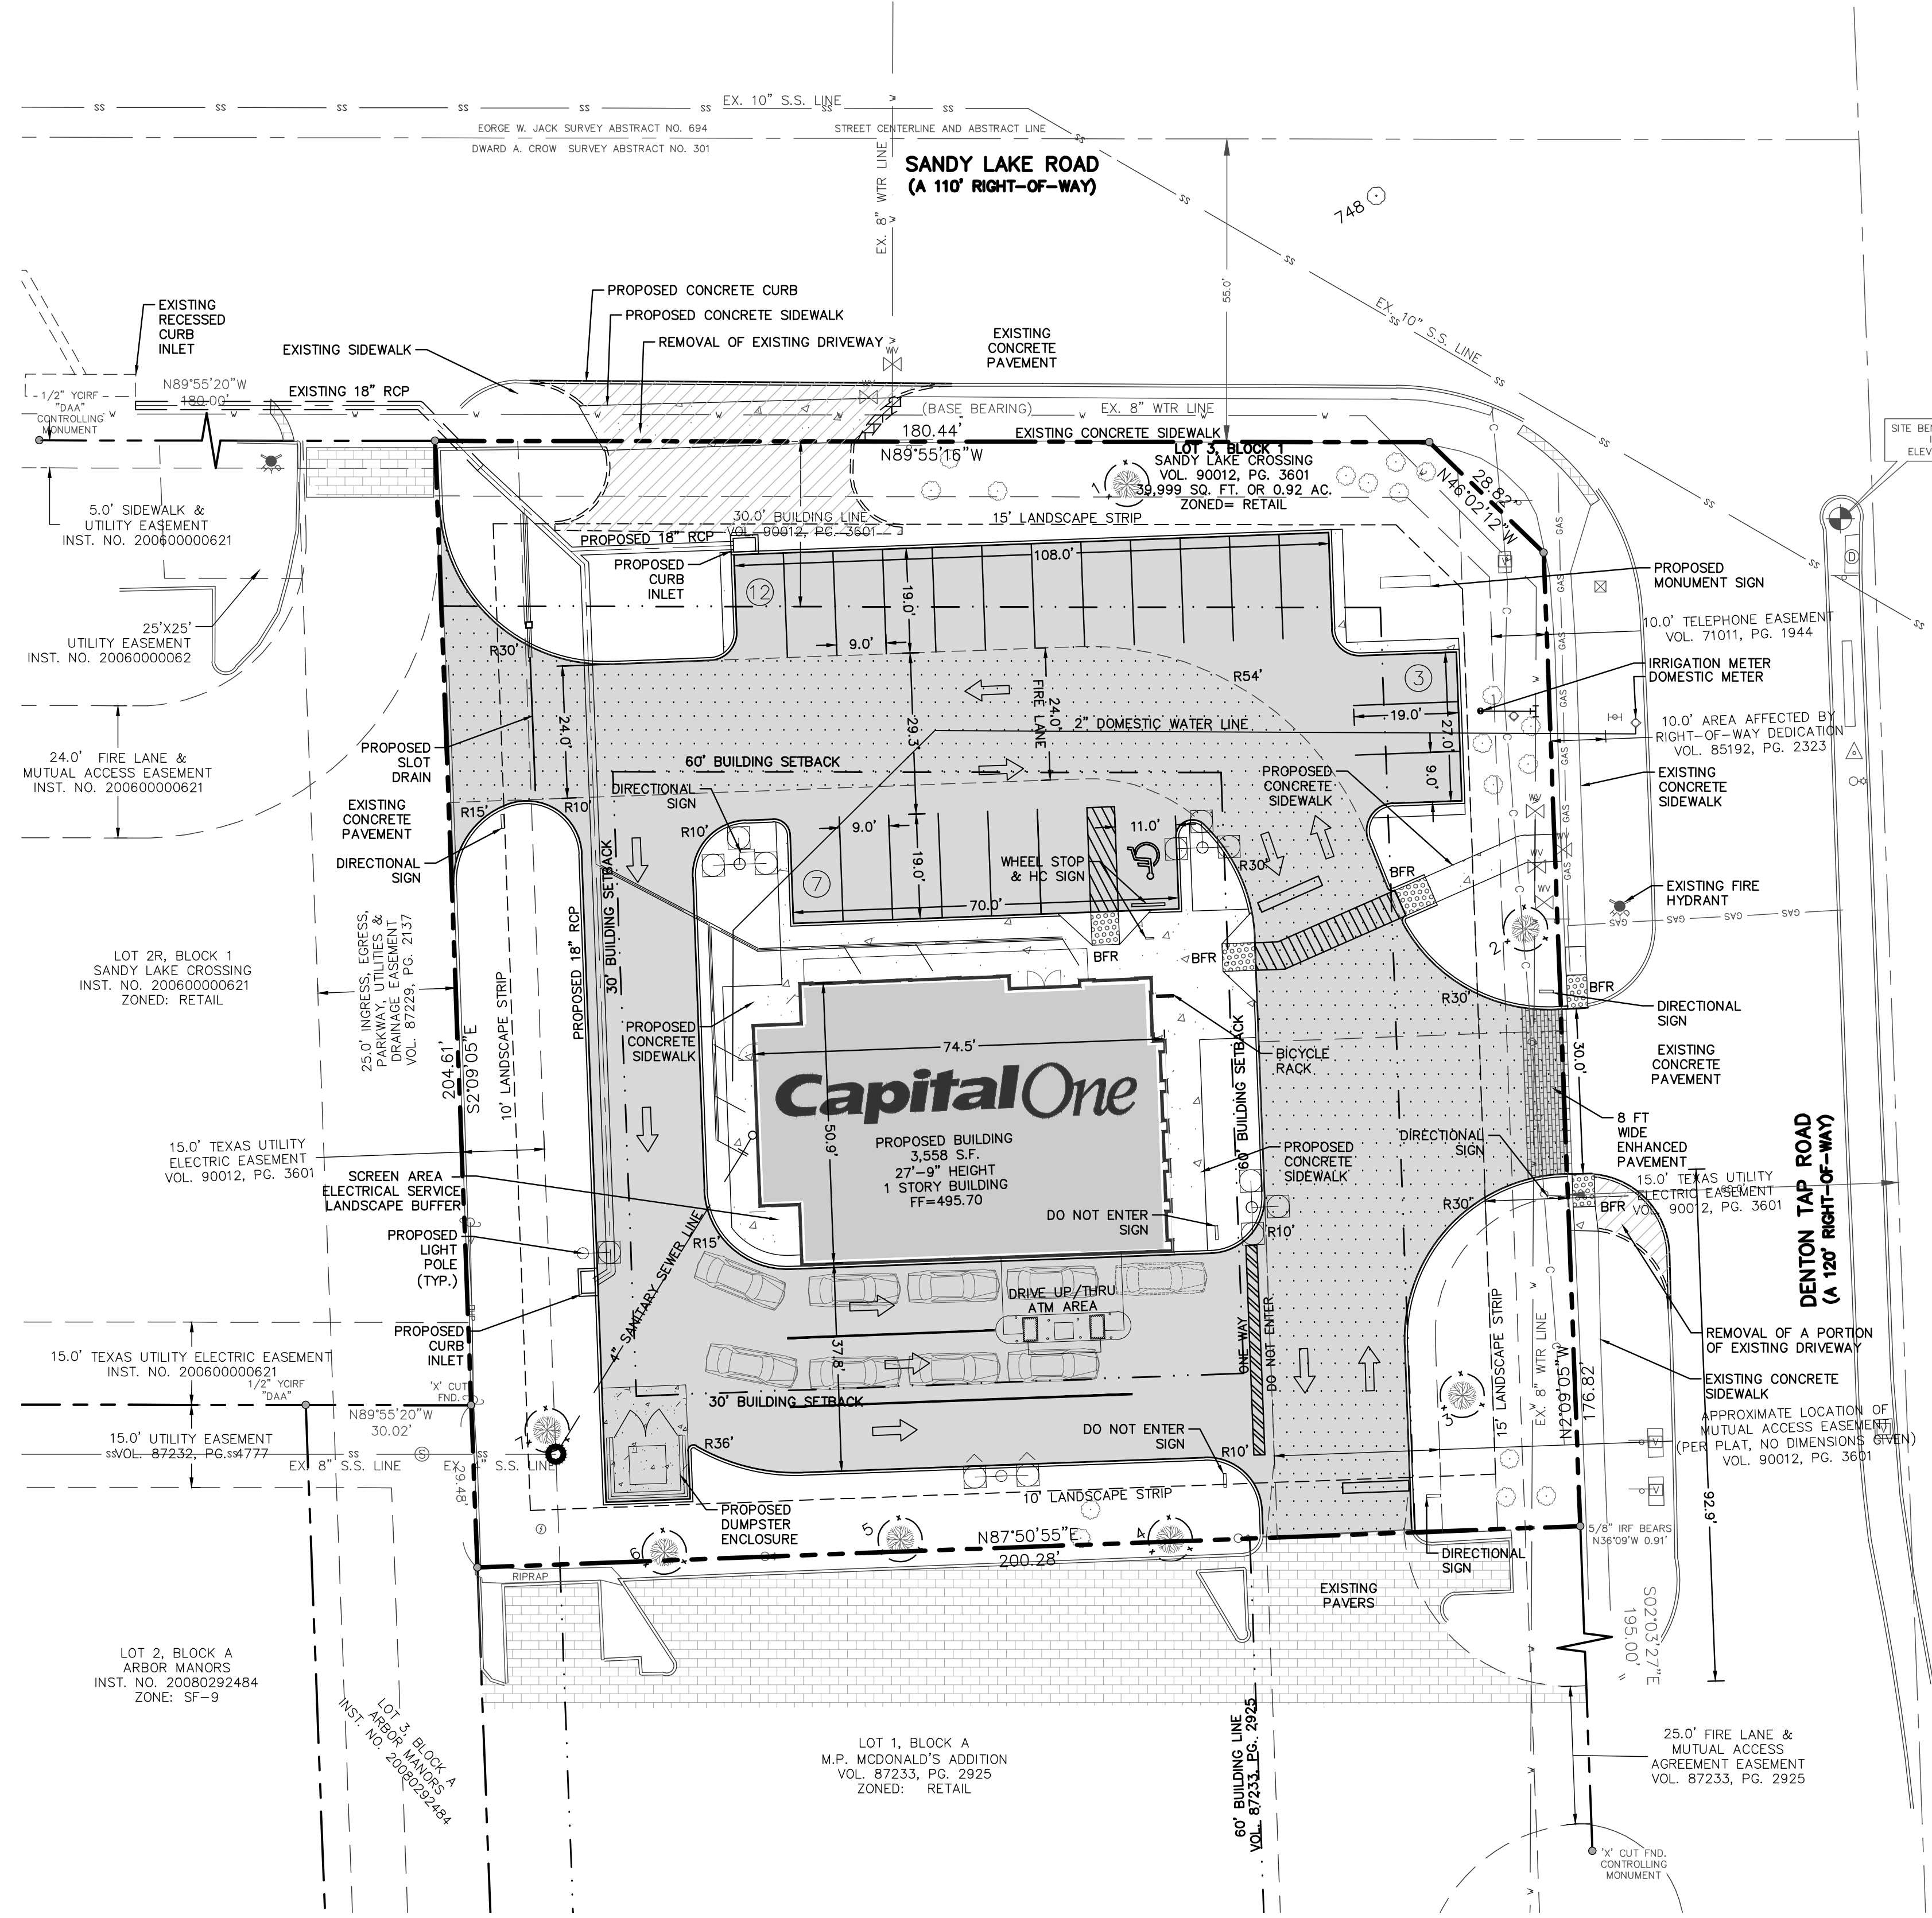 EX. 10" S.S. LINE
EORGE W. JACK SURVEY ABSTRACT NO. 694
STREET CENTERLINE AND ABSTRACT LINE
DWARD A. CROW SURVEY ABSTRACT NO. 301
SANDY LAKE ROAD
(A 110' RIGHT-OF-WAY)
EX. 8" WTR LINE
748
55.0'
EX. 10" S.S. LINE
EXISTING
RECESSED
CURB
INLET
PROPOSED CONCRETE CURB
PROPOSED CONCRETE SIDEWALK
REMOVAL OF EXISTING DRIVEWAY
EXISTING SIDEWALK
EXISTING
CONCRETE
PAVEMENT
1/2" YCIRF
"DAA"
CONTROLLING
MONUMENT
N89°55'20"W
180.00'
EXISTING 18" RCP
(BASE BEARING)
EX. 8" WTR LINE
180.44'
N89°55'16"W
EXISTING CONCRETE SIDEWALK
LOT 3, BLOCK 1
SANDY LAKE CROSSING
VOL. 90012, PG. 3601
39,999 SQ. FT. OR 0.92 AC.
ZONED= RETAIL
28.82'
N46°02'12"W
SITE BE
ELEV
5.0' SIDEWALK &
UTILITY EASEMENT
INST. NO. 200600000621
30.0' BUILDING LINE
VOL. 90012, PG. 3601
15' LANDSCAPE STRIP
PROPOSED 18" RCP
PROPOSED
CURB
INLET
108.0'
12
19.0'
9.0'
1
PROPOSED
MONUMENT SIGN
10.0' TELEPHONE EASEMENT
VOL. 71011, PG. 1944
25'X25'
UTILITY EASEMENT
INST. NO. 20060000062
R30'
R54'
3
IRRIGATION METER
DOMESTIC METER
24.0' FIRE LANE &
MUTUAL ACCESS EASEMENT
INST. NO. 200600000621
PROPOSED
SLOT
DRAIN
24.0'
29.3'
FIRE LANE
24.0'
2" DOMESTIC WATER LINE
19.0'
27.0'
9.0'
10.0' AREA AFFECTED BY
RIGHT-OF-WAY DEDICATION
VOL. 85192, PG. 2323
60' BUILDING SETBACK
DIRECTIONAL
SIGN
PROPOSED
CONCRETE
SIDEWALK
EXISTING
CONCRETE
SIDEWALK
EXISTING
CONCRETE
PAVEMENT
R15'
R10'
R10'
9.0'
11.0'
DIRECTIONAL
SIGN
7
19.0'
WHEEL STOP
& HC SIGN
R30'
BFR
EXISTING FIRE
HYDRANT
70.0'
30' BUILDING SETBACK
PROPOSED 18" RCP
BFR
BFR
2
LOT 2R, BLOCK 1
SANDY LAKE CROSSING
INST. NO. 200600000621
ZONED: RETAIL
25.0' INGRESS, EGRESS,
PARKWAY, UTILITIES &
DRAINAGE EASEMENT
VOL. 87229, PG. 2137
204.61'
S2°09'05"E
10' LANDSCAPE STRIP
R30'
BFR
DIRECTIONAL
SIGN
PROPOSED
CONCRETE
SIDEWALK
74.5'
CapitalOne
50.9'
PROPOSED BUILDING
3,558 S.F.
27'-9" HEIGHT
1 STORY BUILDING
FF=495.70
BICYCLE
RACK
60' BUILDING SETBACK
30.0'
EXISTING
CONCRETE
PAVEMENT
8 FT
WIDE
ENHANCED
PAVEMENT
DIRECTIONAL
SIGN
PROPOSED
CONCRETE
SIDEWALK
15.0' TEXAS UTILITY
ELECTRIC EASEMENT
VOL. 90012, PG. 3601
R30'
BFR
DENTON TAP ROAD
(A 120' RIGHT-OF-WAY)
15.0' TEXAS UTILITY
ELECTRIC EASEMENT
VOL. 90012, PG. 3601
SCREEN AREA
ELECTRICAL SERVICE
LANDSCAPE BUFFER
DO NOT ENTER
SIGN
R10'
PROPOSED
LIGHT
POLE
(TYP.)
R15'
4" SANITARY SEWER LINE
DRIVE UP/THRU
ATM AREA
37.8'
ONE WAY
DO NOT ENTER
PROPOSED
CURB
INLET
15.0' TEXAS UTILITY ELECTRIC EASEMENT
INST. NO. 200600000621
1/2" YCIRF
"DAA"
'X' CUT
FND.
30' BUILDING SETBACK
15' LANDSCAPE STRIP
EX. 8" WTR LINE
N2°09'05"W
176.82'
REMOVAL OF A PORTION
OF EXISTING DRIVEWAY
EXISTING CONCRETE
SIDEWALK
APPROXIMATE LOCATION OF
MUTUAL ACCESS EASEMENT
(PER PLAT, NO DIMENSIONS GIVEN)
VOL. 90012, PG. 3601
N89°55'20"W
30.02'
15.0' UTILITY EASEMENT
VOL. 87232, PG. 4777
EX. 8" S.S. LINE
EX. 4" S.S. LINE
29.48'
7
R36'
3
DO NOT ENTER
SIGN
R10'
92.9'
PROPOSED
DUMPSTER
ENCLOSURE
10' LANDSCAPE STRIP
N87°50'55"E
200.28'
6
5
4
5/8" IRF BEARS
N36°09'W 0.91'
DIRECTIONAL
SIGN
RIPRAP
EXISTING
PAVERS
S02°03'27"E
195.00'
LOT 2, BLOCK A
ARBOR MANORS
INST. NO. 20080292484
ZONE: SF-9
LOT 3, BLOCK A
ARBOR MANORS
INST. NO. 20080292484
LOT 1, BLOCK A
M.P. MCDONALD'S ADDITION
VOL. 87233, PG. 2925
ZONED: RETAIL
60' BUILDING LINE
VOL. 87233, PG. 2925
25.0' FIRE LANE &
MUTUAL ACCESS
AGREEMENT EASEMENT
VOL. 87233, PG. 2925
'X' CUT FND.
CONTROLLING
MONUMENT